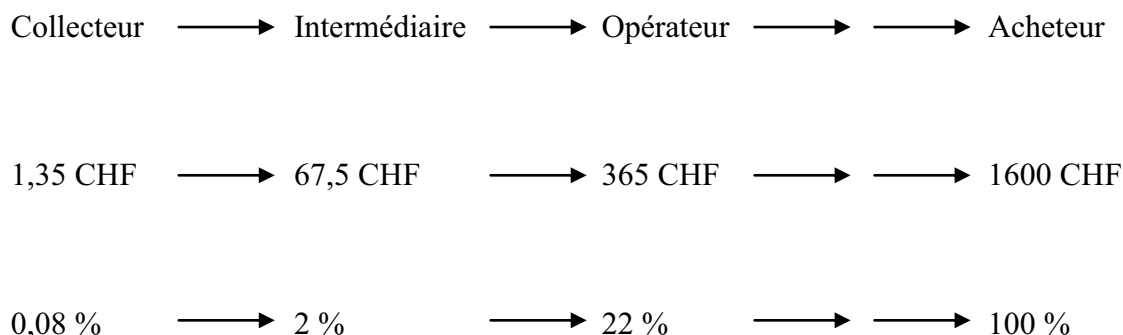 Collecteur Intermédiaire Opérateur Acheteur
1,35 CHF 67,5 CHF 365 CHF 1600 CHF
0,08 % 2 % 22 % 100 %